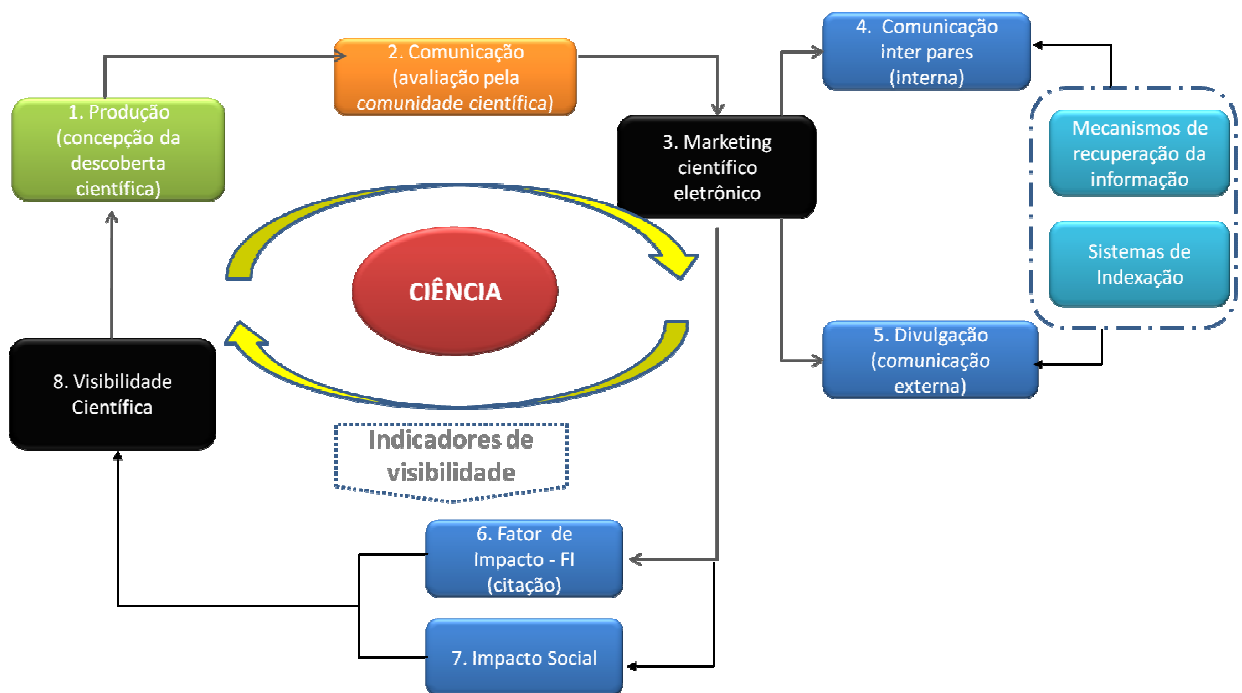 1. Produção
(concepção da
descoberta
científica)
2. Comunicação
(avaliação pela
comunidade científica)
3. Marketing
científico
eletrônico
4. Comunicação
inter pares
(interna)
Mecanismos de
recuperação da
informação
Sistemas de
Indexação
5. Divulgação
(comunicação
externa)
CIÊNCIA
8. Visibilidade
Científica
Indicadores de
visibilidade
6. Fator de
Impacto - FI
(citação)
7. Impacto Social